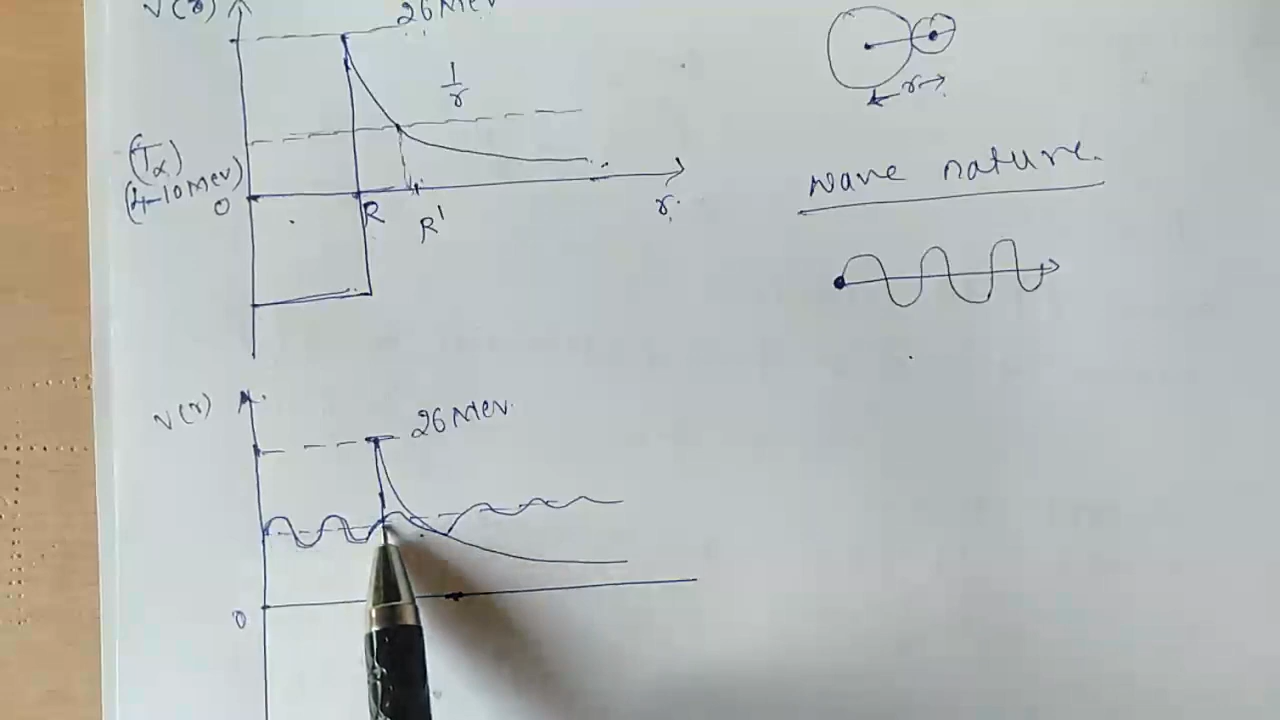 V(r)
26 Mev
1/r
(Tα)
(4-10 Mev)
0
R
R'
r
r
wave nature.
V(r)
26 Mev.
0